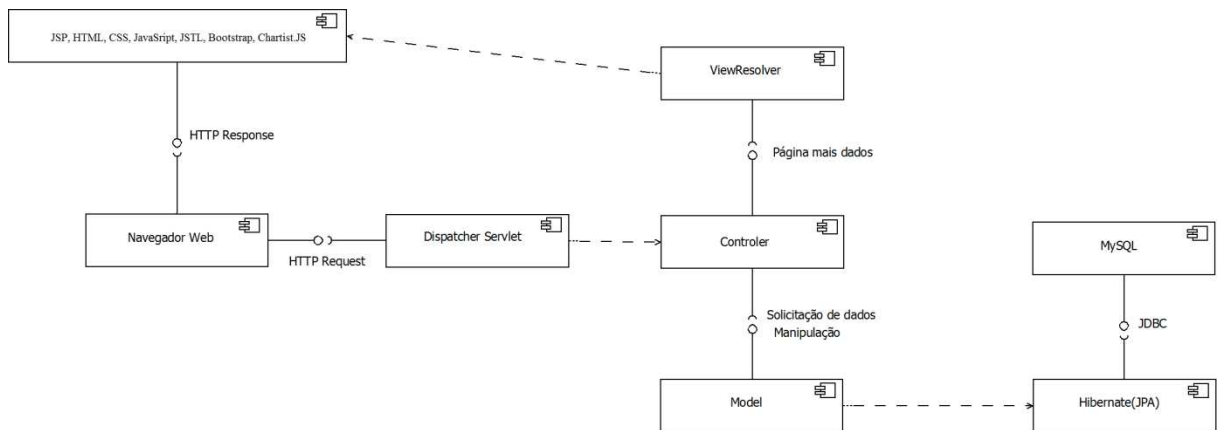 JSP, HTML, CSS, JavaSript, JSTL, Bootstrap, Chartist.JS
ViewResolver
HTTP Response
Página mais dados
Navegador Web
Dispatcher Servlet
Controler
MySQL
HTTP Request
Solicitação de dados
Manipulação
JDBC
Model
Hibernate(JPA)